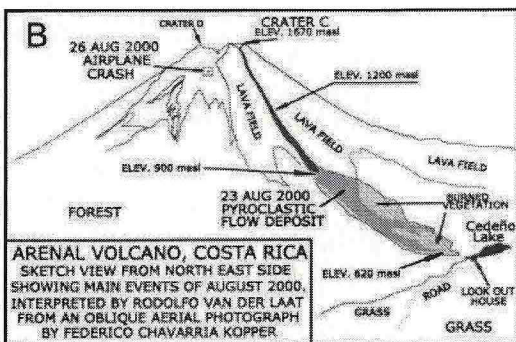 B
CRATER D
CRATER C
ELEV. 1670 masl
26 AUG 2000
AIRPLANE
CRASH
ELEV. 1200 masl
LAVA FIELD
LAVA FIELD
LAVA FIELD
ELEV. 900 masl
23 AUG 2000
PYROCLASTIC
FLOW DEPOSIT
BURNED
VEGETATION
FOREST
Cedeño
Lake
ELEV. 620 masl
LOOK OUT
HOUSE
ROAD
GRASS
GRASS
ARENAL VOLCANO, COSTA RICA
SKETCH VIEW FROM NORTH EAST SIDE
SHOWING MAIN EVENTS OF AUGUST 2000.
INTERPRETED BY RODOLFO VAN DER LAAT
FROM AN OBLIQUE AERIAL PHOTOGRAPH
BY FEDERICO CHAVARRIA KOPPER